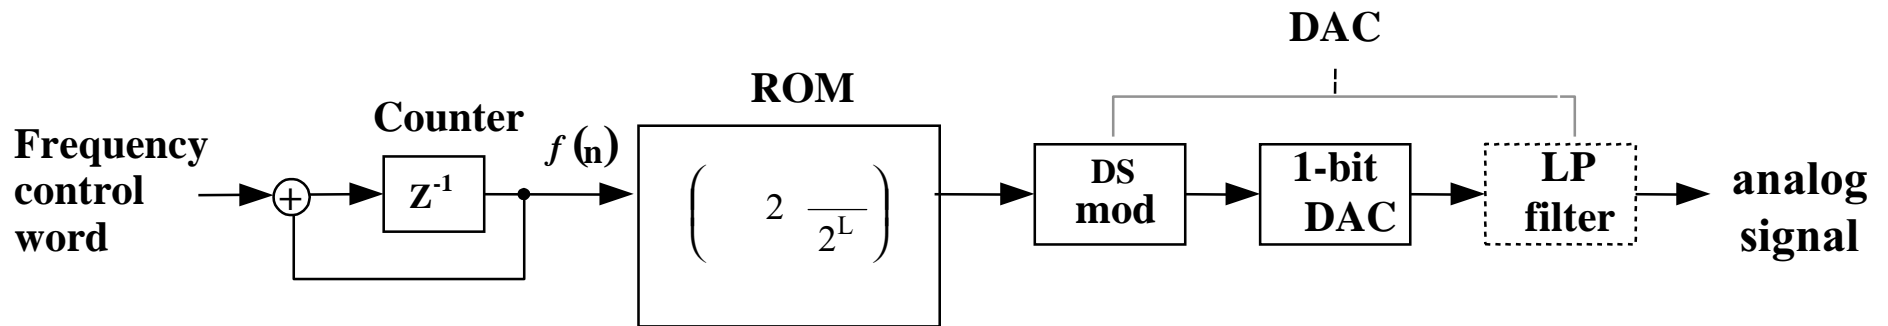 DAC
ROM
Counter
Frequency
control
word
+
Z⁻¹
f (n)
( 2 2ᴸ )
DS
mod
1-bit
DAC
LP
filter
analog
signal